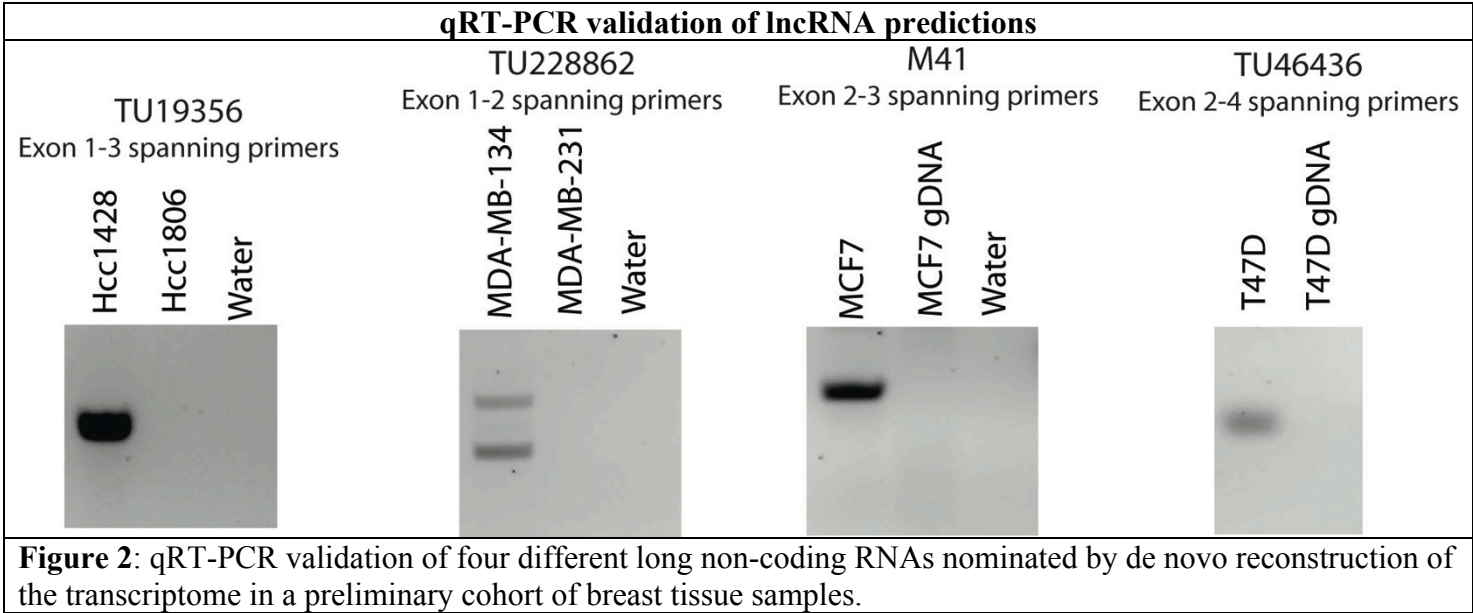 qRT-PCR validation of lncRNA predictions
TU19356
Exon 1-3 spanning primers
Hcc1428
Hcc1806
Water
TU228862
Exon 1-2 spanning primers
MDA-MB-134
MDA-MB-231
Water
M41
Exon 2-3 spanning primers
MCF7
MCF7 gDNA
Water
TU46436
Exon 2-4 spanning primers
T47D
T47D gDNA
Figure 2: qRT-PCR validation of four different long non-coding RNAs nominated by de novo reconstruction of
the transcriptome in a preliminary cohort of breast tissue samples.